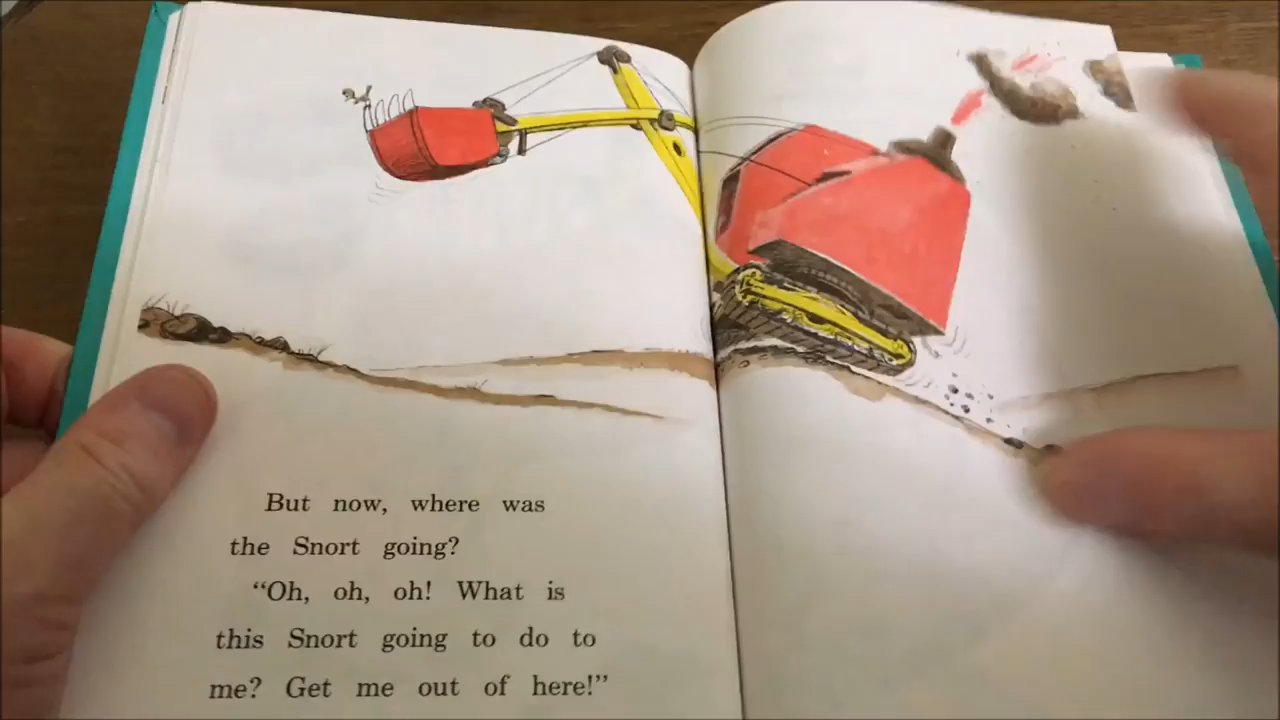 But now, where was
the Snort going?
“Oh, oh, oh! What is
this Snort going to do to
me? Get me out of here!”